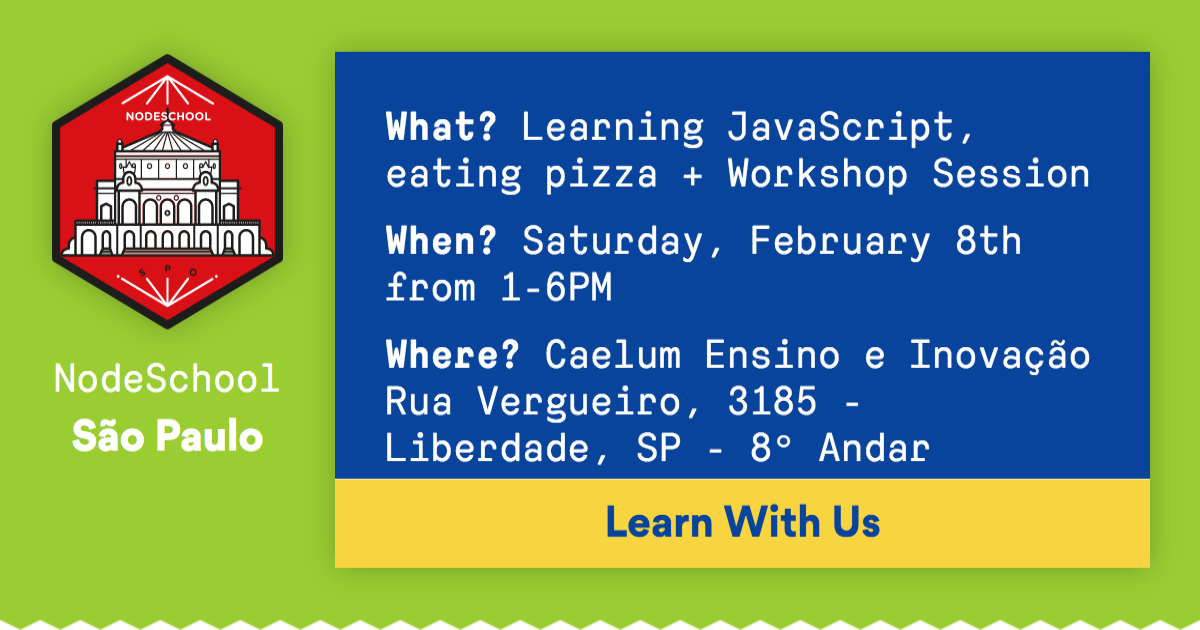 NODESCHOOL
S P O
NodeSchool
São Paulo
What? Learning JavaScript,
eating pizza + Workshop Session
When? Saturday, February 8th
from 1-6PM
Where? Caelum Ensino e Inovação
Rua Vergueiro, 3185 -
Liberdade, SP - 8° Andar
Learn With Us